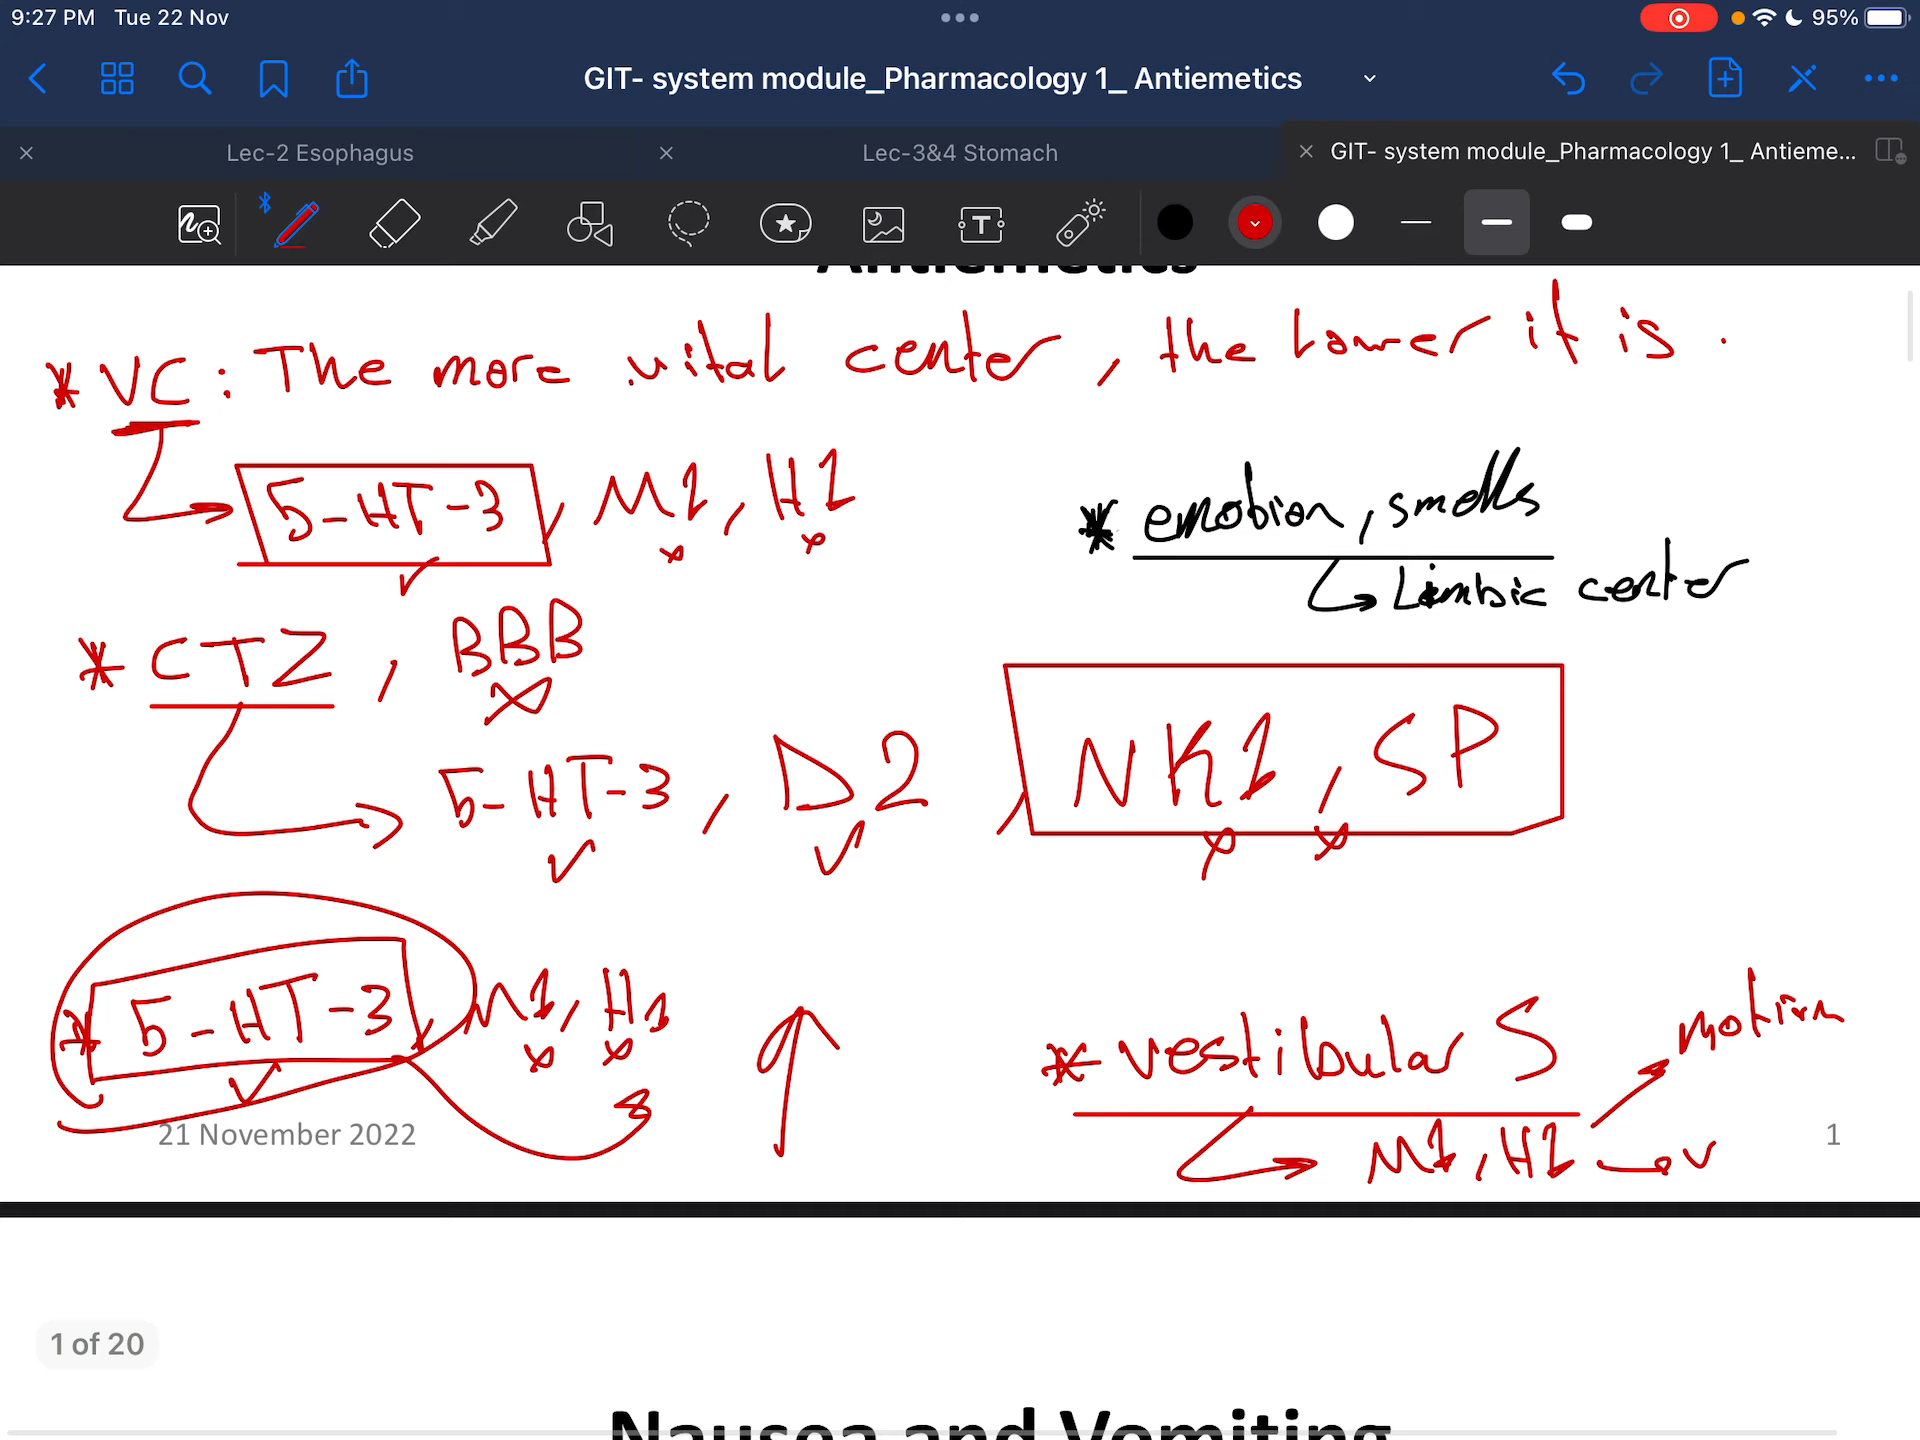 9:27 PM Tue 22 Nov
95%
GIT- system module_Pharmacology 1_ Antiemetics
Lec-2 Esophagus
Lec-3&4 Stomach
GIT- system module_Pharmacology 1_ Antieme...
Antiemetics
* VC : The more vital center , the lower it is .
5-HT-3 , M1 , H1
* emotion , smells
Limbic center
* CTZ , BBB
5-HT-3 , D2 , NK1 , SP
* 5-HT-3 , M1 , H1
* vestibular S
motion
M1 , H1
21 November 2022
1
1 of 20
Nausea and Vomiting